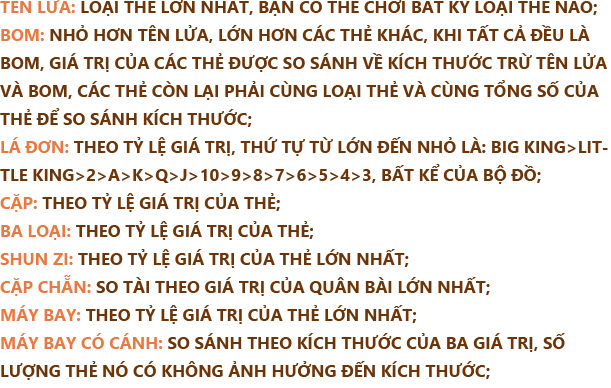 TÊN LỬA: LOẠI THẺ LỚN NHẤT, BẠN CÓ THỂ CHƠI BẤT KỲ LOẠI THẺ NÀO;
BOM: NHỎ HƠN TÊN LỬA, LỚN HƠN CÁC THẺ KHÁC, KHI TẤT CẢ ĐỀU LÀ
BOM, GIÁ TRỊ CỦA CÁC THẺ ĐƯỢC SO SÁNH VỀ KÍCH THƯỚC TRỪ TÊN LỬA
VÀ BOM, CÁC THẺ CÒN LẠI PHẢI CÙNG LOẠI THẺ VÀ CÙNG TỔNG SỐ CỦA
THẺ ĐỂ SO SÁNH KÍCH THƯỚC;
LÁ ĐƠN: THEO TỶ LỆ GIÁ TRỊ, THỨ TỰ TỪ LỚN ĐẾN NHỎ LÀ: BIG KING>LIT-
TLE KING>2>A>K>Q>J>10>9>8>7>6>5>4>3, BẤT KỂ CỦA BỘ ĐỒ;
CẶP: THEO TỶ LỆ GIÁ TRỊ CỦA THẺ;
BA LOẠI: THEO TỶ LỆ GIÁ TRỊ CỦA THẺ;
SHUN ZI: THEO TỶ LỆ GIÁ TRỊ CỦA THẺ LỚN NHẤT;
CẶP CHẴN: SO TÀI THEO GIÁ TRỊ CỦA QUÂN BÀI LỚN NHẤT;
MÁY BAY: THEO TỶ LỆ GIÁ TRỊ CỦA THẺ LỚN NHẤT;
MÁY BAY CÓ CÁNH: SO SÁNH THEO KÍCH THƯỚC CỦA BA GIÁ TRỊ, SỐ
LƯỢNG THẺ NÓ CÓ KHÔNG ẢNH HƯỞNG ĐẾN KÍCH THƯỚC;